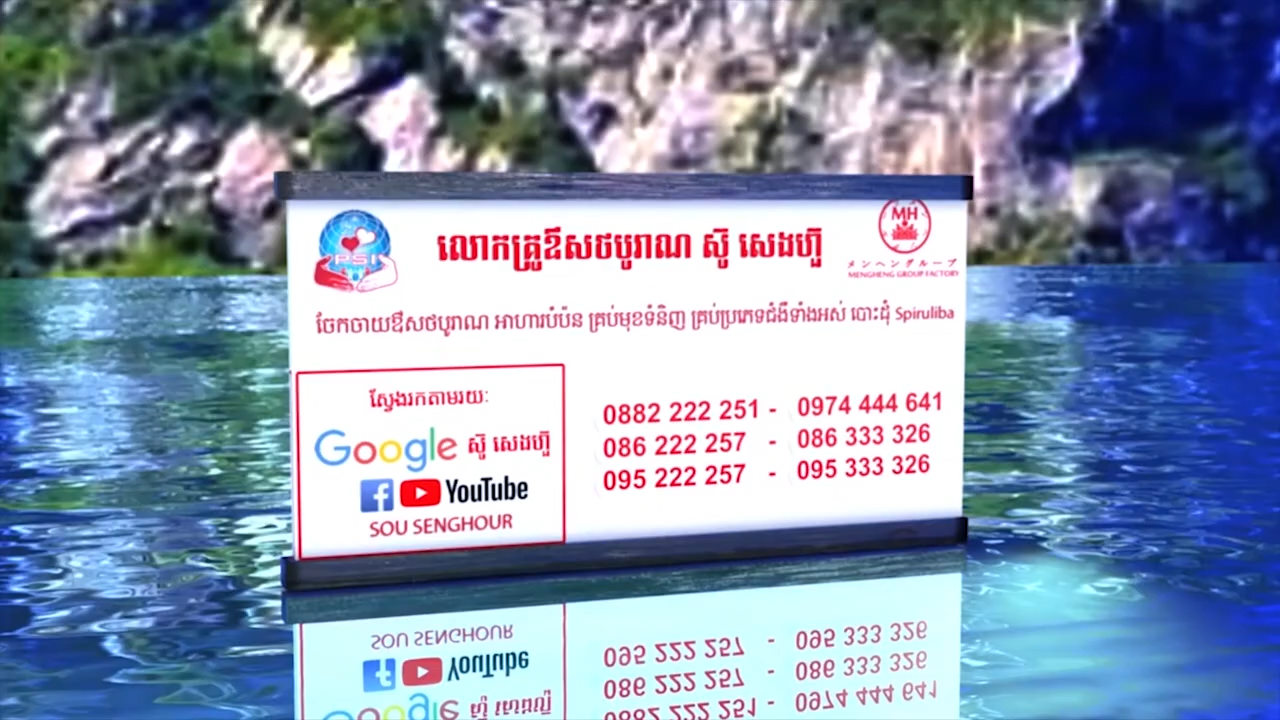 PSI
លោកគ្រូឱសថបូរាណ ស៊ូ សេងហ៊ួ
MH
メンヘングループ
MENGHENG GROUP FACTORY
ចែកចាយឱសថបូរាណ អាហារបំប៉ន គ្រប់មុខទំនិញ គ្រប់ប្រភេទជំងឺទាំងអស់ បោះដុំ Spiruliba
ស្វែងរកតាមរយៈ
Google ស៊ូ សេងហ៊ួ
f YouTube
SOU SENGHOUR
0882 222 251 - 0974 444 641
086 222 257 - 086 333 326
095 222 257 - 095 333 326